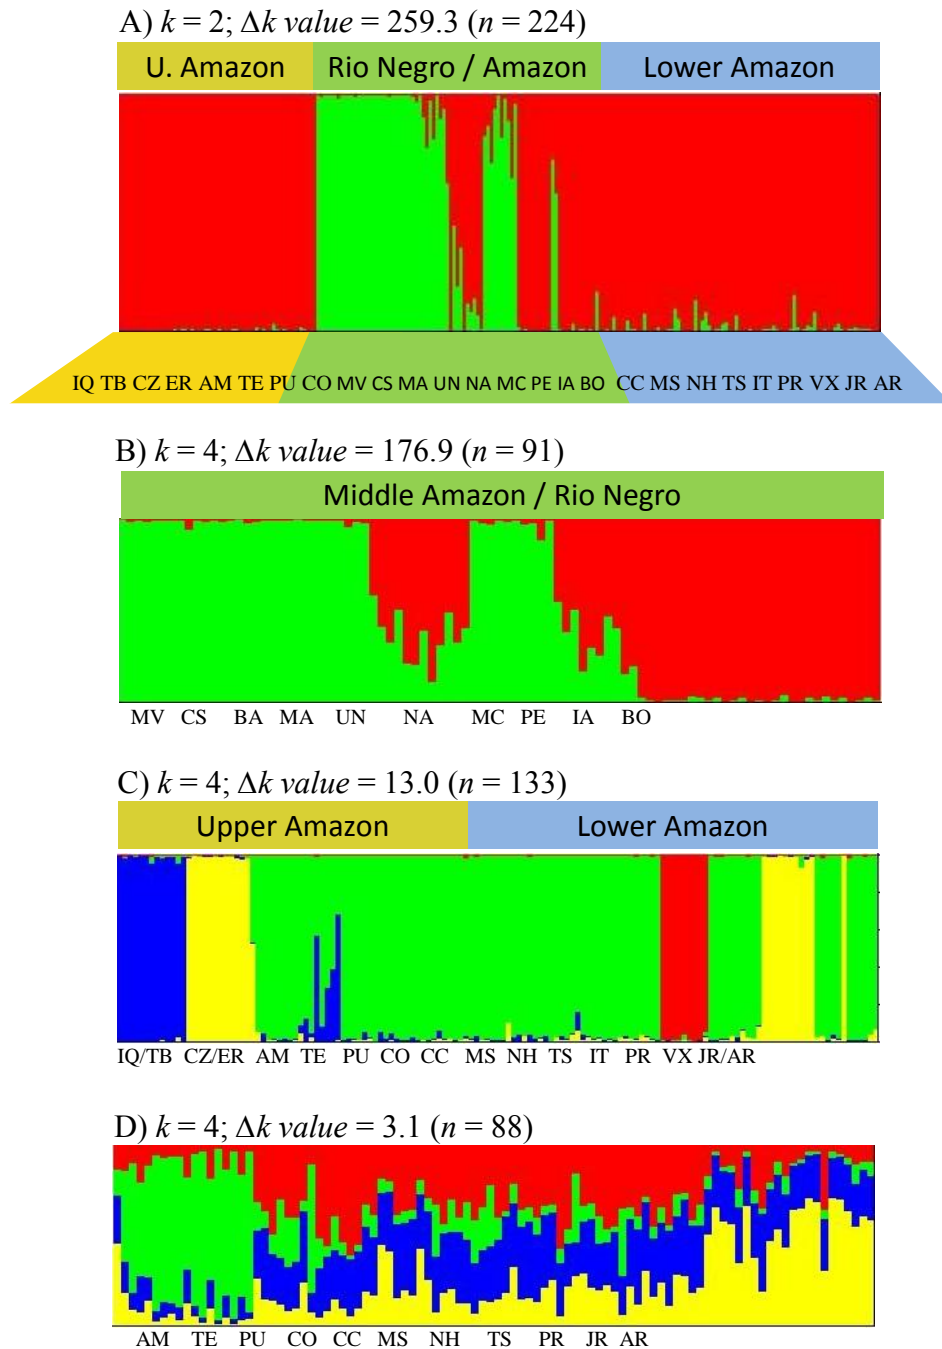 A) k = 2; Δk value = 259.3 (n = 224)
U. Amazon Rio Negro / Amazon Lower Amazon
IQ TB CZ ER AM TE PU CO MV CS MA UN NA MC PE IA BO CC MS NH TS IT PR VX JR AR
B) k = 4; Δk value = 176.9 (n = 91)
Middle Amazon / Rio Negro
MV CS BA MA UN NA MC PE IA BO
C) k = 4; Δk value = 13.0 (n = 133)
Upper Amazon Lower Amazon
IQ/TB CZ/ER AM TE PU CO CC MS NH TS IT PR VX JR/AR
D) k = 4; Δk value = 3.1 (n = 88)
AM TE PU CO CC MS NH TS PR JR AR